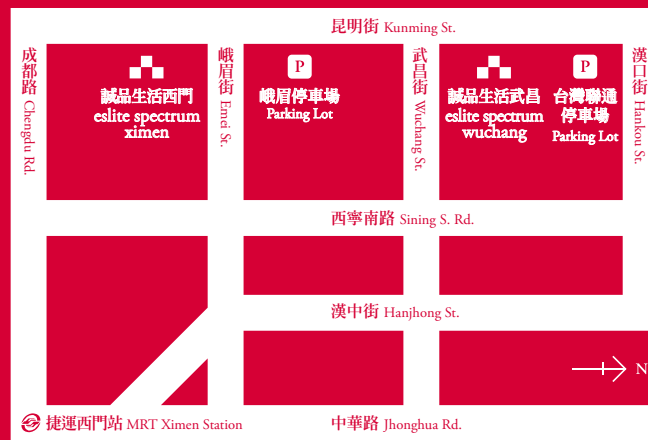 昆明街 Kunming St.
成都路 Chengdu Rd.
誠品生活西門
eslite spectrum
ximen
峨眉街 Emei St.
P
峨眉停車場
Parking Lot
武昌街 Wuchang St.
誠品生活武昌
eslite spectrum
wuchang
P
台灣聯通
停車場
Parking Lot
漢口街 Hankou St.
西寧南路 Sining S. Rd.
漢中街 Hanjhong St.
N
捷運西門站 MRT Ximen Station
中華路 Jhonghua Rd.